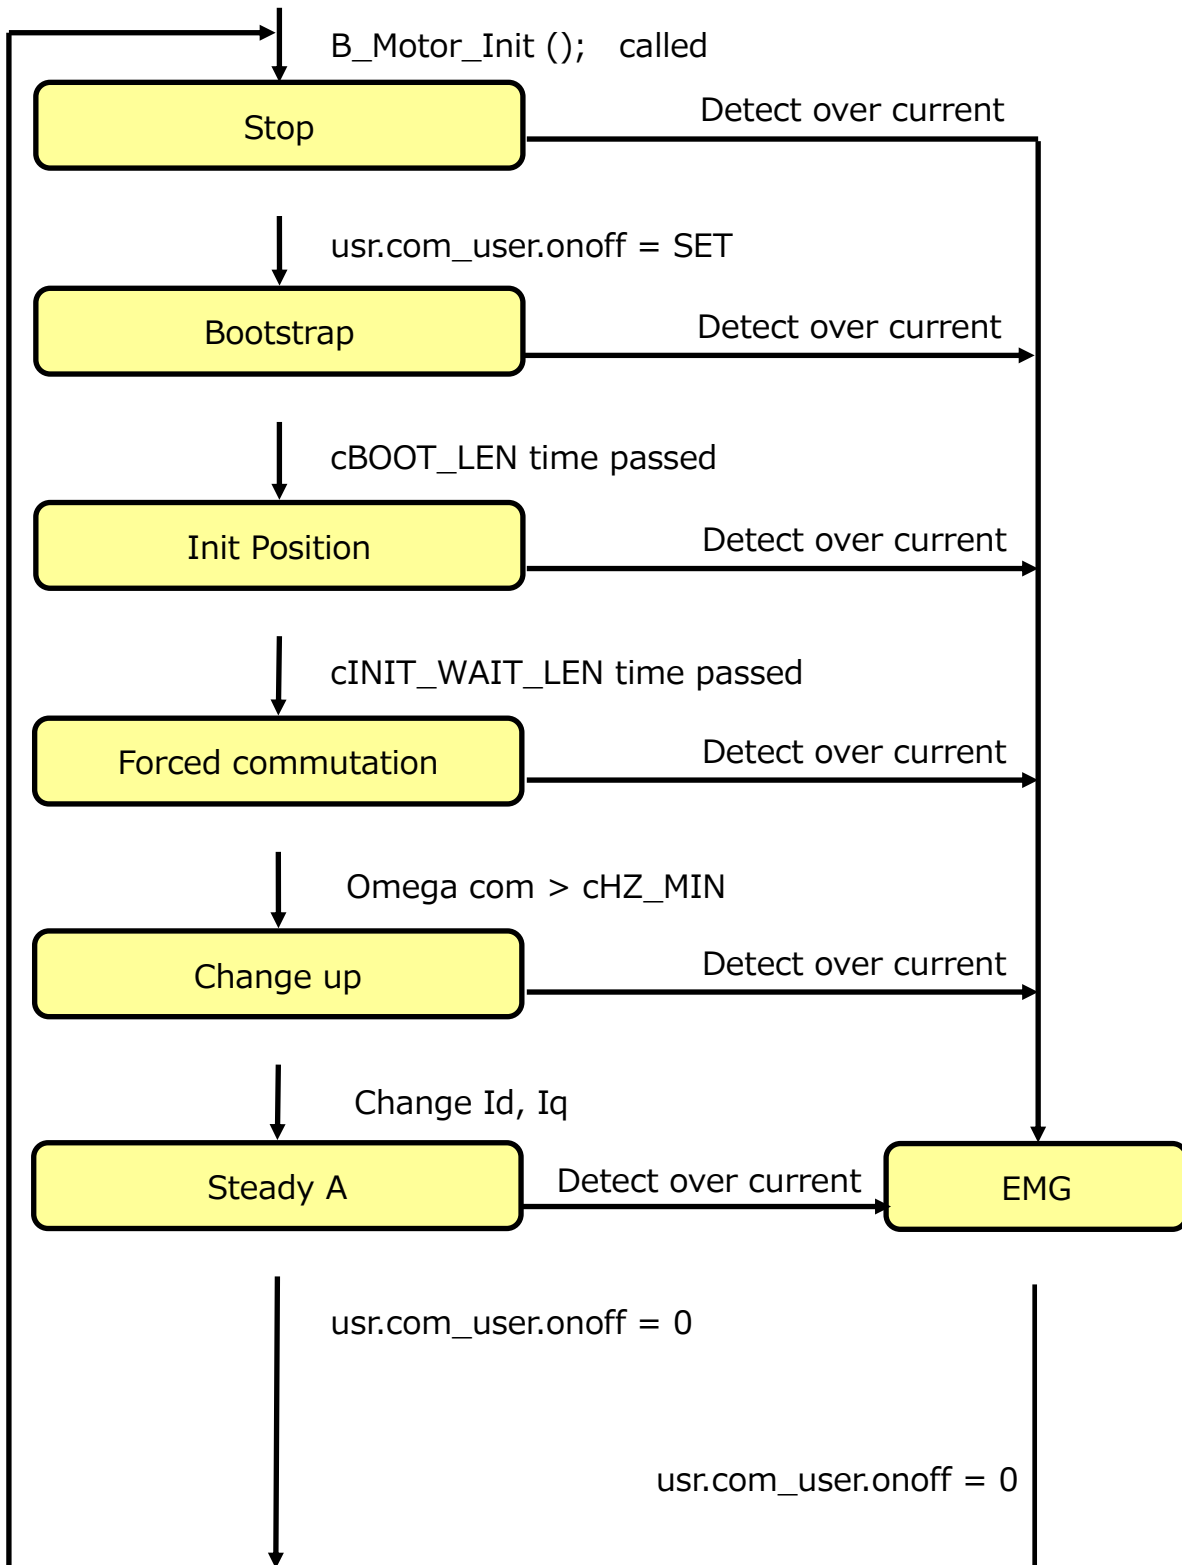 B_Motor_Init ();   called
Stop
Detect over current
usr.com_user.onoff = SET
Bootstrap
Detect over current
cBOOT_LEN time passed
Init Position
Detect over current
cINIT_WAIT_LEN time passed
Forced commutation
Detect over current
Omega com > cHZ_MIN
Change up
Detect over current
Change Id, Iq
Steady A
Detect over current
EMG
usr.com_user.onoff = 0
usr.com_user.onoff = 0